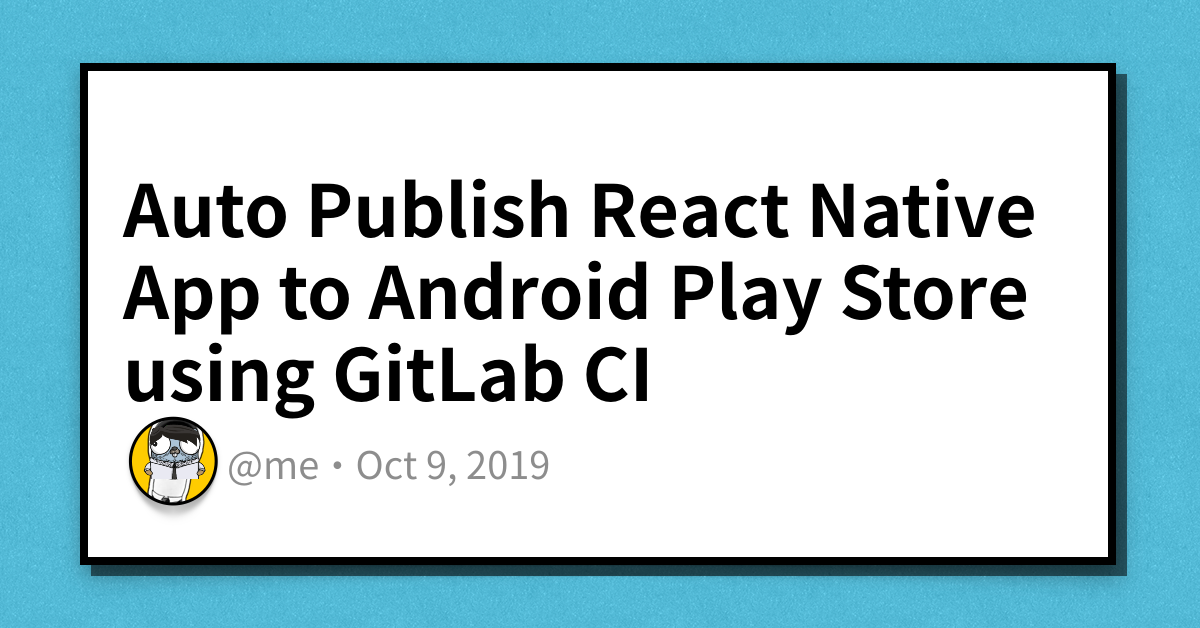 Auto Publish React Native
App to Android Play Store
using GitLab CI
@me • Oct 9, 2019